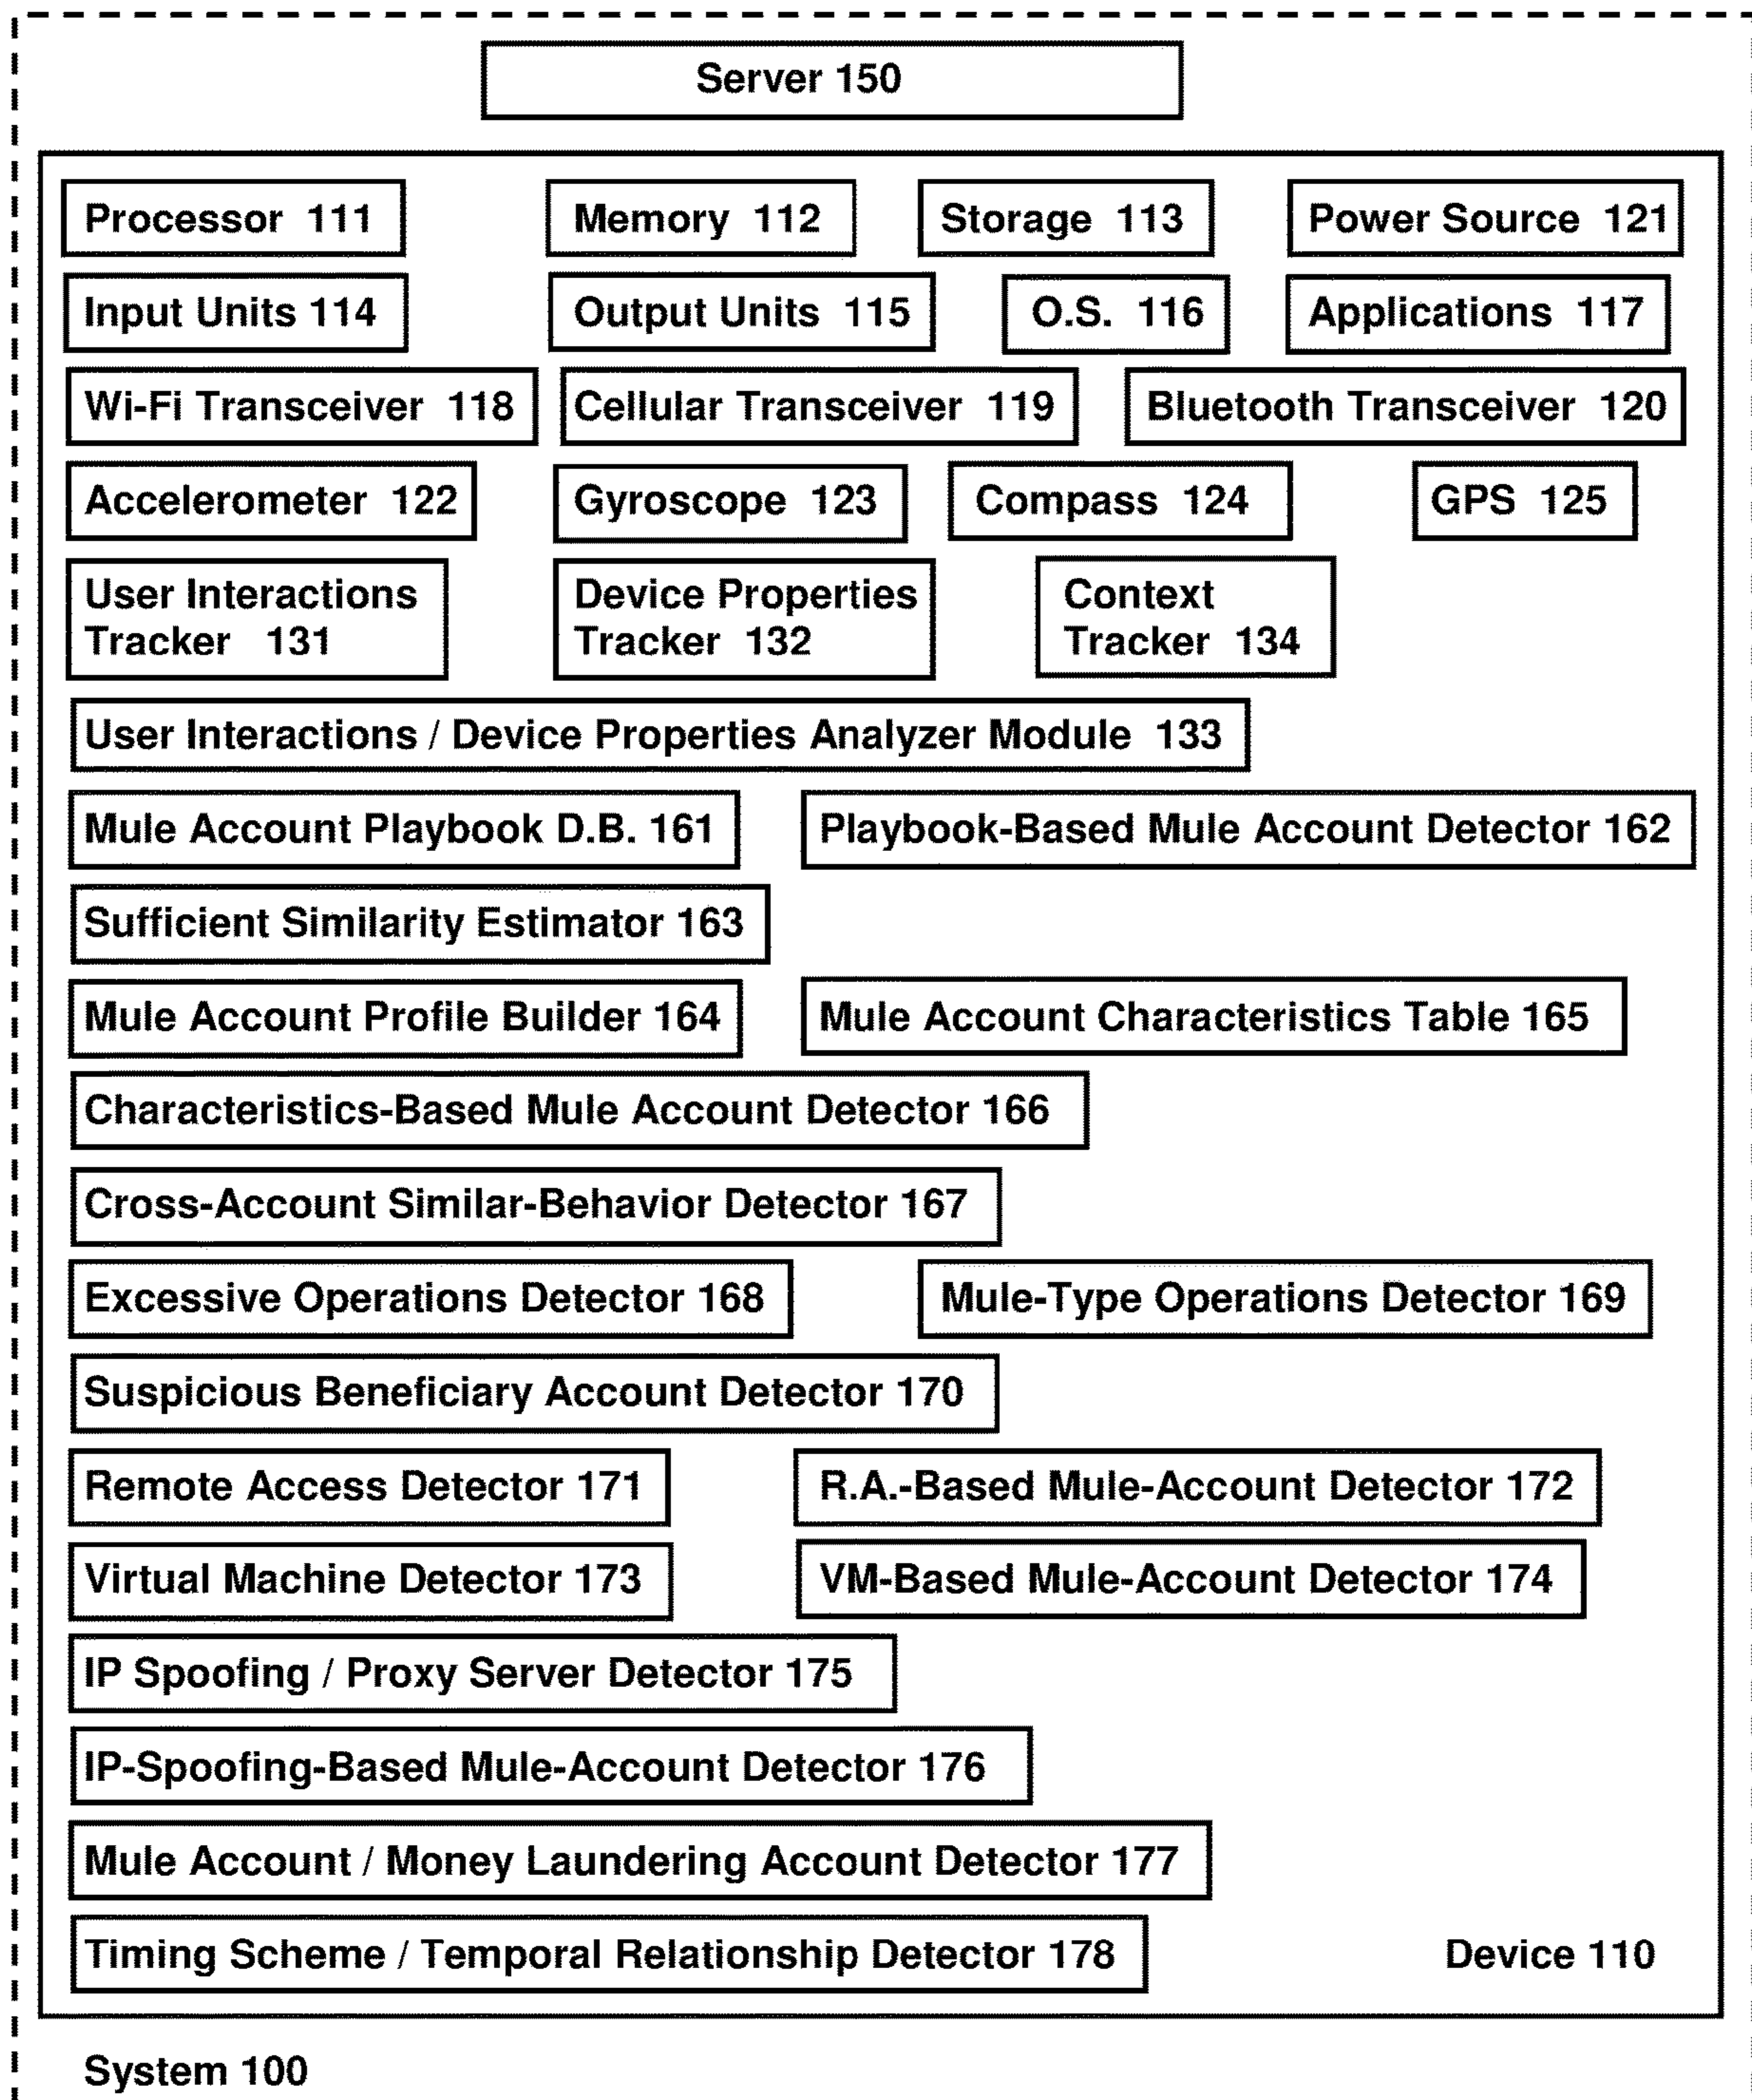 Server 150
Processor 111
Memory 112
Storage 113
Power Source 121
Input Units 114
Output Units 115
O.S. 116
Applications 117
Wi-Fi Transceiver 118
Cellular Transceiver 119
Bluetooth Transceiver 120
Accelerometer 122
Gyroscope 123
Compass 124
GPS 125
User Interactions
Tracker 131
Device Properties
Tracker 132
Context
Tracker 134
User Interactions / Device Properties Analyzer Module 133
Mule Account Playbook D.B. 161
Playbook-Based Mule Account Detector 162
Sufficient Similarity Estimator 163
Mule Account Profile Builder 164
Mule Account Characteristics Table 165
Characteristics-Based Mule Account Detector 166
Cross-Account Similar-Behavior Detector 167
Excessive Operations Detector 168
Mule-Type Operations Detector 169
Suspicious Beneficiary Account Detector 170
Remote Access Detector 171
R.A.-Based Mule-Account Detector 172
Virtual Machine Detector 173
VM-Based Mule-Account Detector 174
IP Spoofing / Proxy Server Detector 175
IP-Spoofing-Based Mule-Account Detector 176
Mule Account / Money Laundering Account Detector 177
Timing Scheme / Temporal Relationship Detector 178
Device 110
System 100